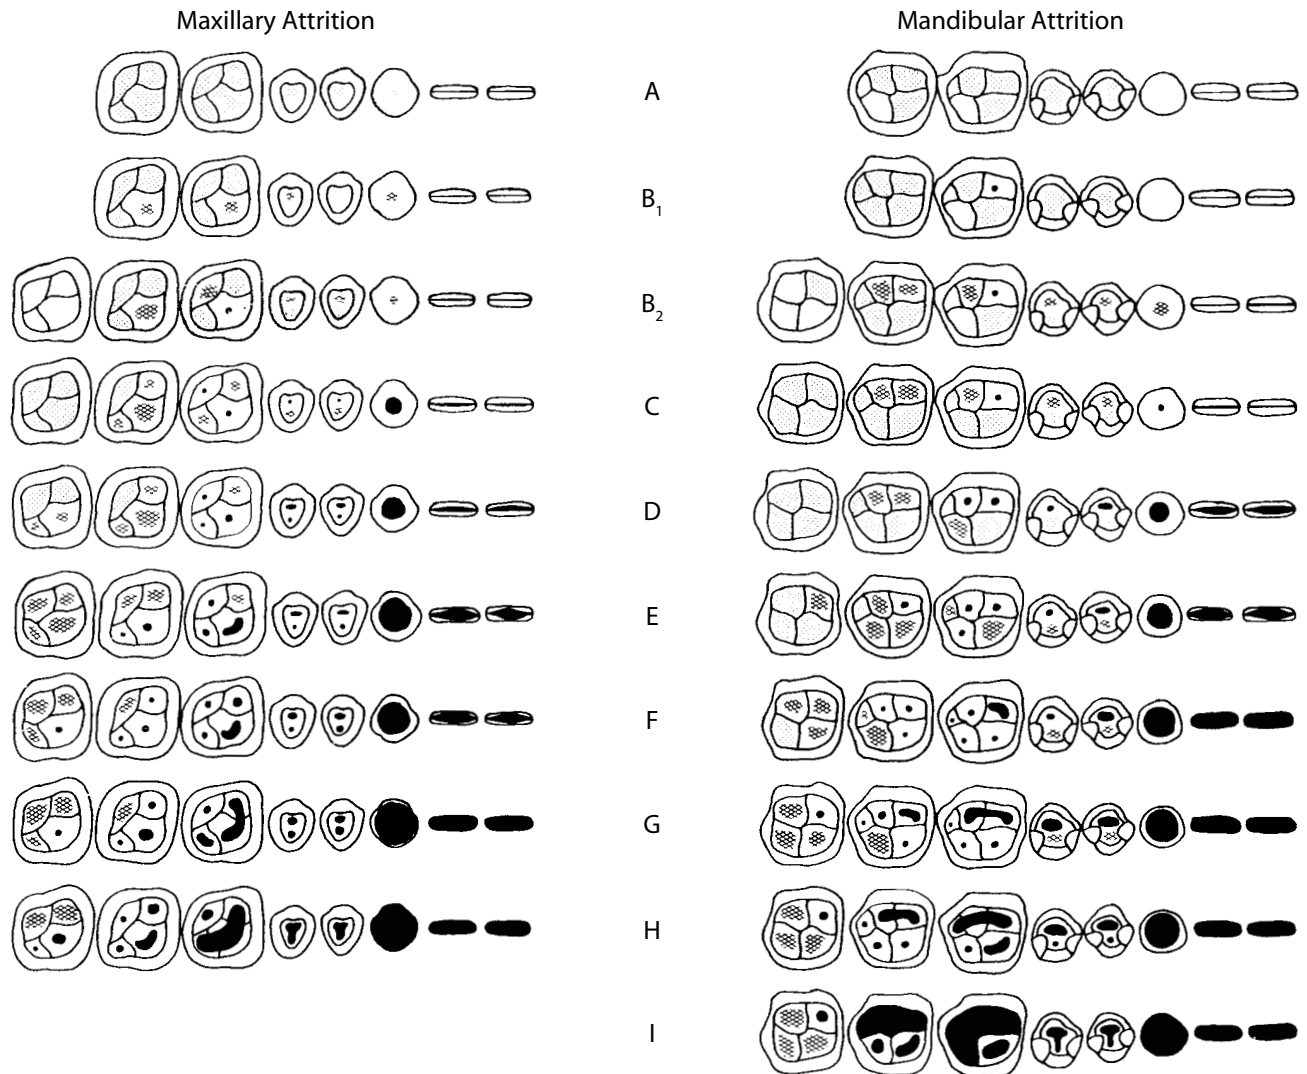 Maxillary Attrition
Mandibular Attrition
A
B1
B2
C
D
E
F
G
H
I